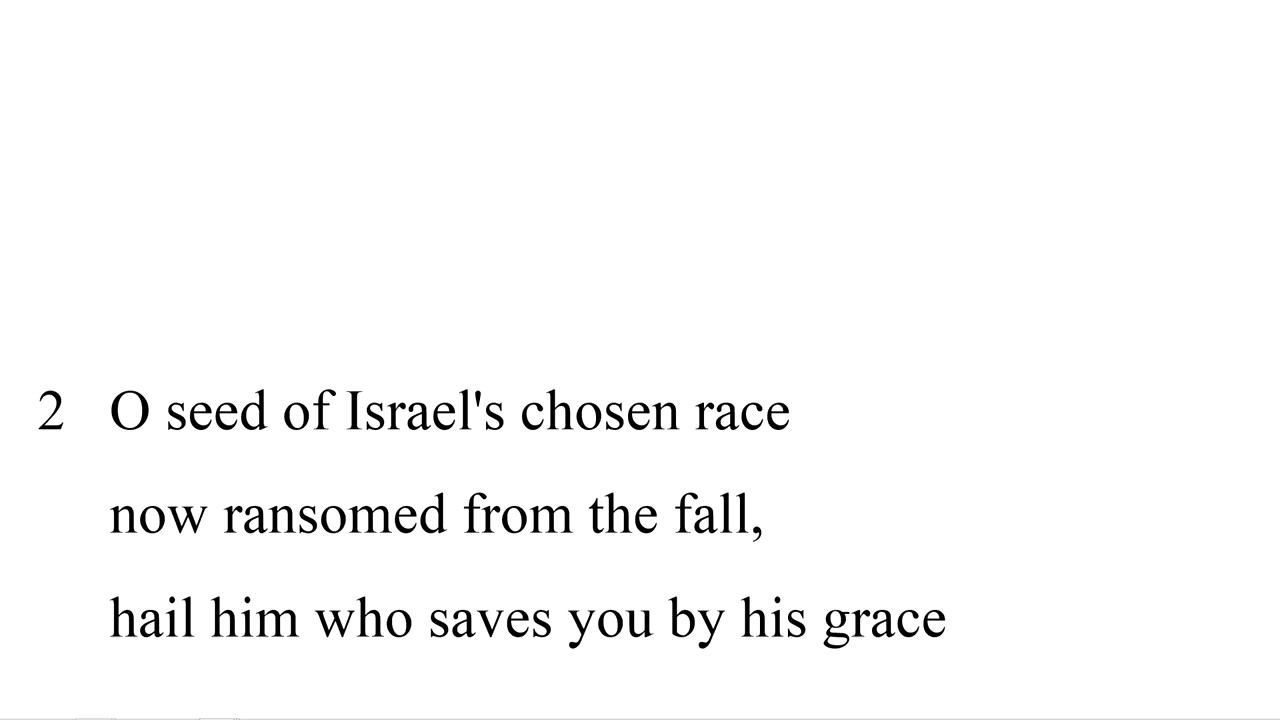 2 O seed of Israel's chosen race
now ransomed from the fall,
hail him who saves you by his grace